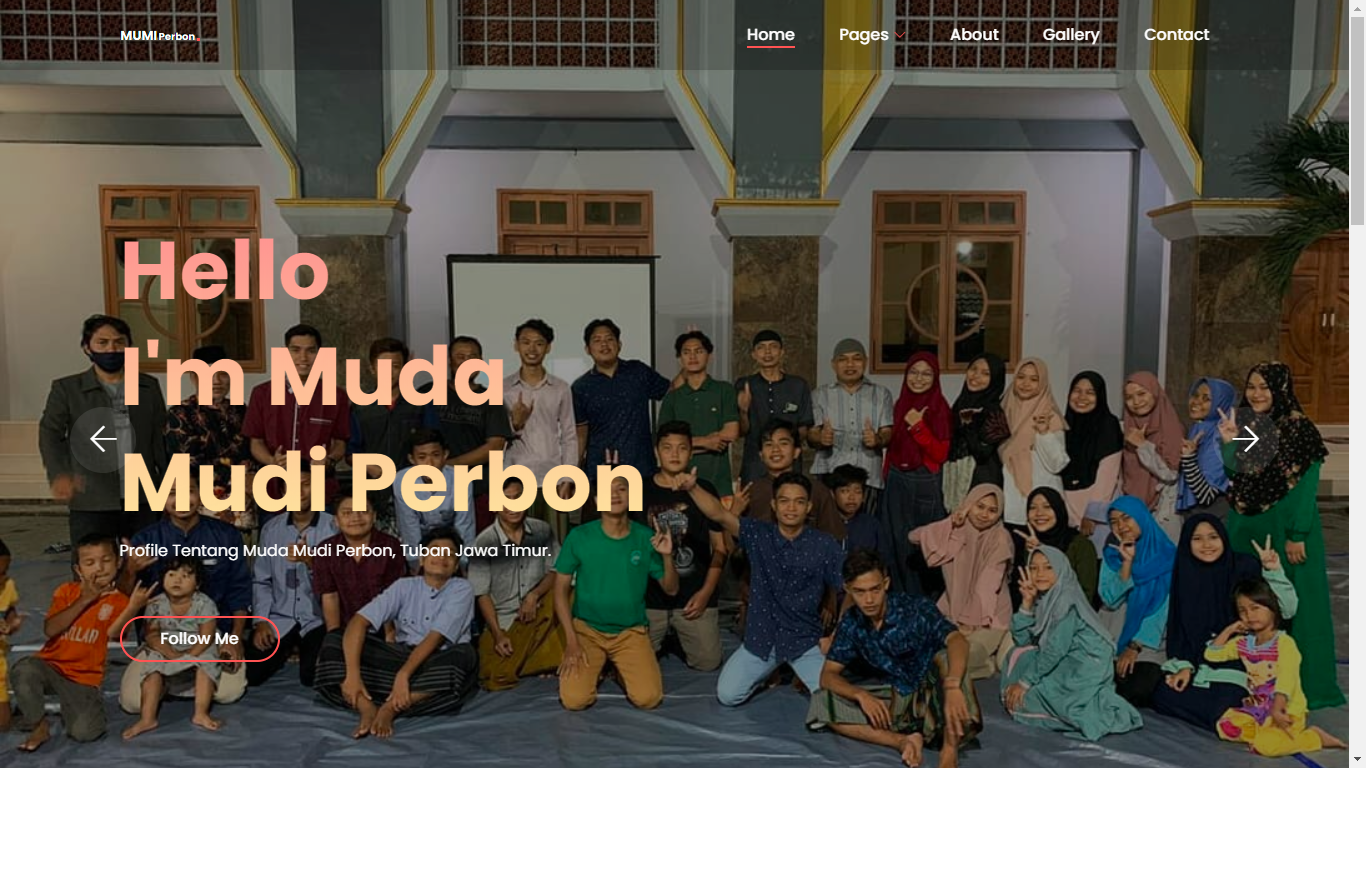 MUMI Perbon.
Home Pages About Gallery Contact
Hello
I'm Muda
Mudi Perbon
Profile Tentang Muda Mudi Perbon, Tuban Jawa Timur.
Follow Me